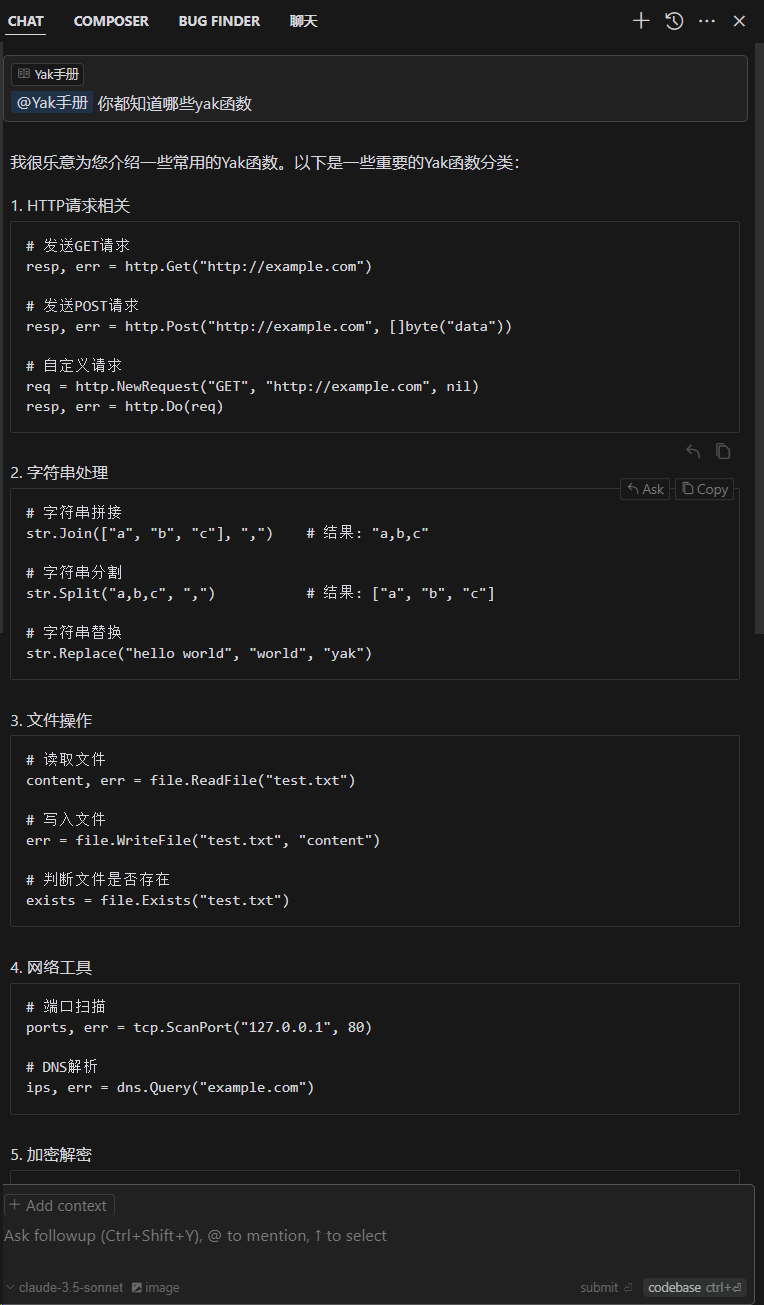 CHAT COMPOSER BUG FINDER 聊天
Yak手册
@Yak手册 你都知道哪些yak函数
我很乐意为您介绍一些常用的Yak函数。以下是一些重要的Yak函数分类：
1. HTTP请求相关
# 发送GET请求
resp, err = http.Get("http://example.com")
# 发送POST请求
resp, err = http.Post("http://example.com", []byte("data"))
# 自定义请求
req = http.NewRequest("GET", "http://example.com", nil)
resp, err = http.Do(req)
2. 字符串处理
Ask Copy
# 字符串拼接
str.Join(["a", "b", "c"], ",")    # 结果: "a,b,c"
# 字符串分割
str.Split("a,b,c", ",")           # 结果: ["a", "b", "c"]
# 字符串替换
str.Replace("hello world", "world", "yak")
3. 文件操作
# 读取文件
content, err = file.ReadFile("test.txt")
# 写入文件
err = file.WriteFile("test.txt", "content")
# 判断文件是否存在
exists = file.Exists("test.txt")
4. 网络工具
# 端口扫描
ports, err = tcp.ScanPort("127.0.0.1", 80)
# DNS解析
ips, err = dns.Query("example.com")
5. 加密解密
+ Add context
Ask followup (Ctrl+Shift+Y), @ to mention, ↑ to select
claude-3.5-sonnet image submit ⏎ codebase ctrl+⏎